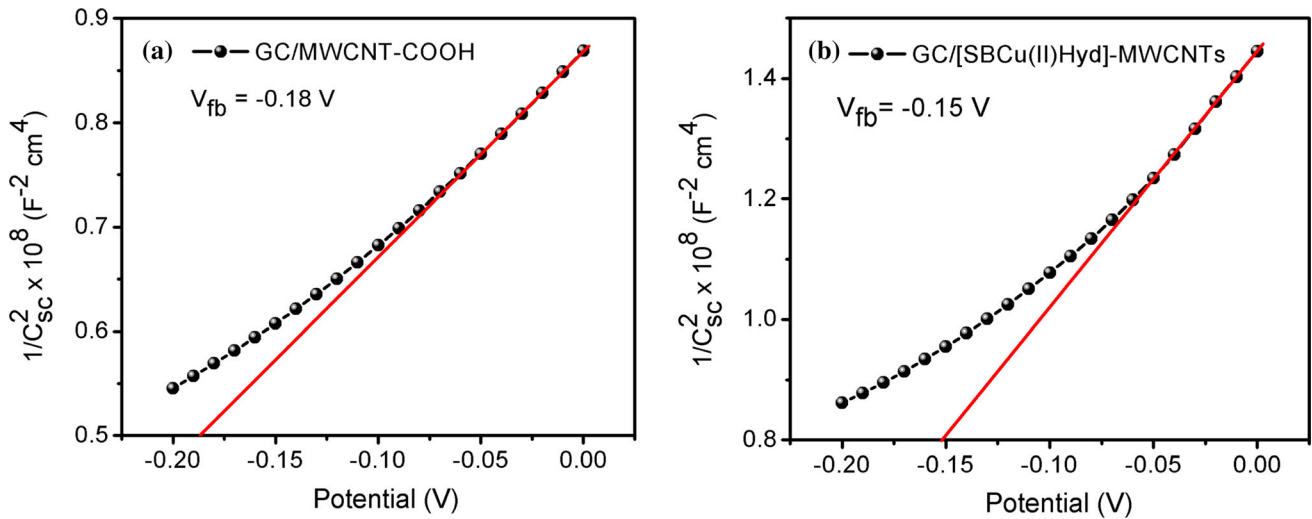 (a) GC/MWCNT-COOH
V_fb = -0.18 V
1/C²_sc x 10⁸ (F⁻² cm⁴)
0.9
0.8
0.7
0.6
0.5
-0.20 -0.15 -0.10 -0.05 0.00
Potential (V)
(b) GC/[SBCu(II)Hyd]-MWCNTs
V_fb= -0.15 V
1/C²_sc x 10⁸ (F⁻² cm⁴)
1.4
1.2
1.0
0.8
-0.20 -0.15 -0.10 -0.05 0.00
Potential (V)